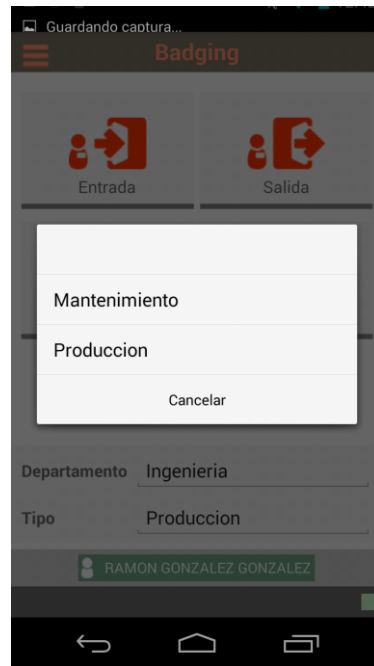 Guardando captura...
Badging
Entrada
Salida
Mantenimiento
Produccion
Cancelar
Departamento Ingenieria
Tipo Produccion
RAMON GONZALEZ GONZALEZ